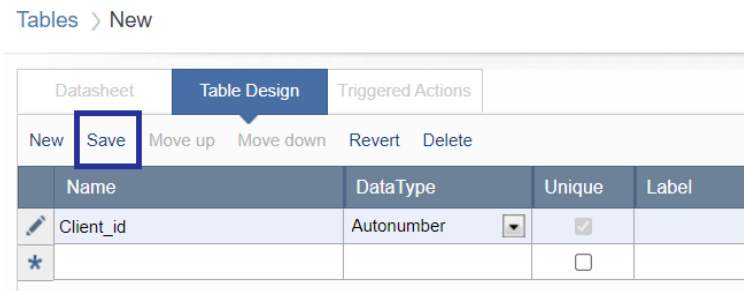 Tables > New
Datasheet Table Design Triggered Actions
New Save Move up Move down Revert Delete
Name DataType Unique Label
Client_id Autonumber